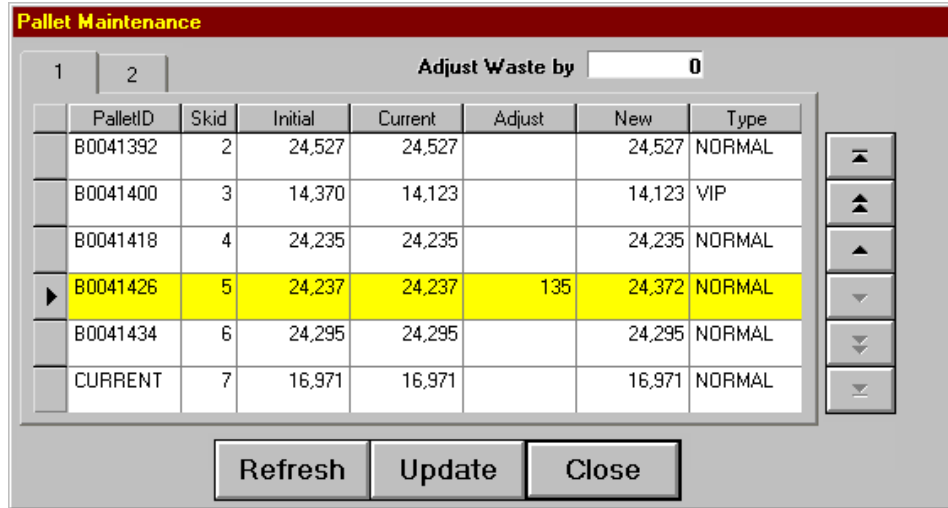 Pallet Maintenance
1 2 Adjust Waste by 0
PalletID Skid Initial Current Adjust New Type
B0041392 2 24,527 24,527 24,527 NORMAL
B0041400 3 14,370 14,123 14,123 VIP
B0041418 4 24,235 24,235 24,235 NORMAL
B0041426 5 24,237 24,237 135 24,372 NORMAL
B0041434 6 24,295 24,295 24,295 NORMAL
CURRENT 7 16,971 16,971 16,971 NORMAL
Refresh Update Close